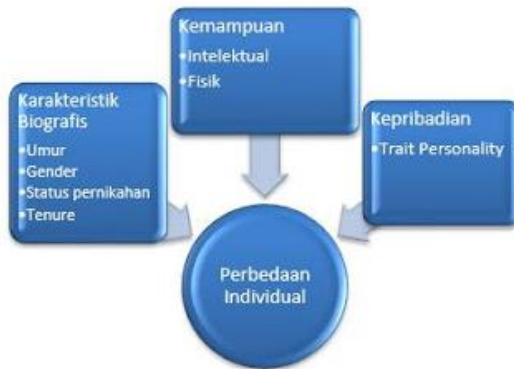 Kemampuan
•Intelektual
•Fisik
Karakteristik
Biografis
•Umur
•Gender
•Status pernikahan
•Tenure
Kepribadian
•Trait Personality
Perbedaan
Individual